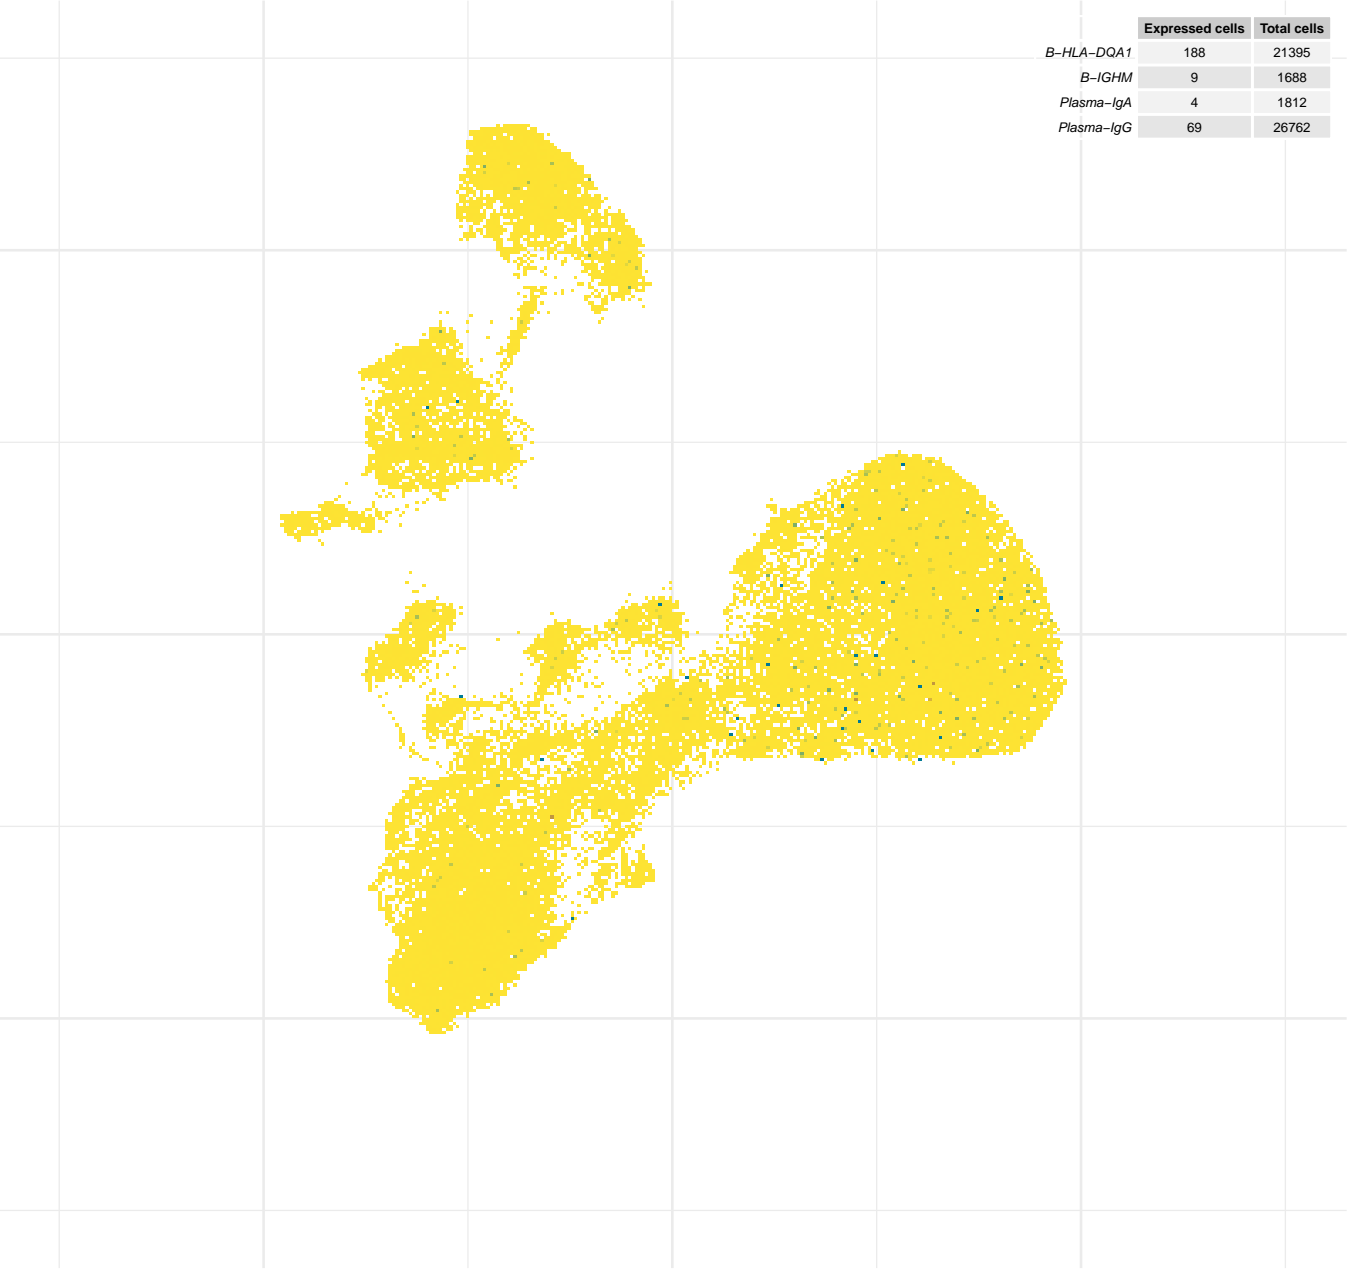 Expressed cells Total cells
B−HLA−DQA1 188 21395
B−IGHM 9 1688
Plasma−IgA 4 1812
Plasma−IgG 69 26762